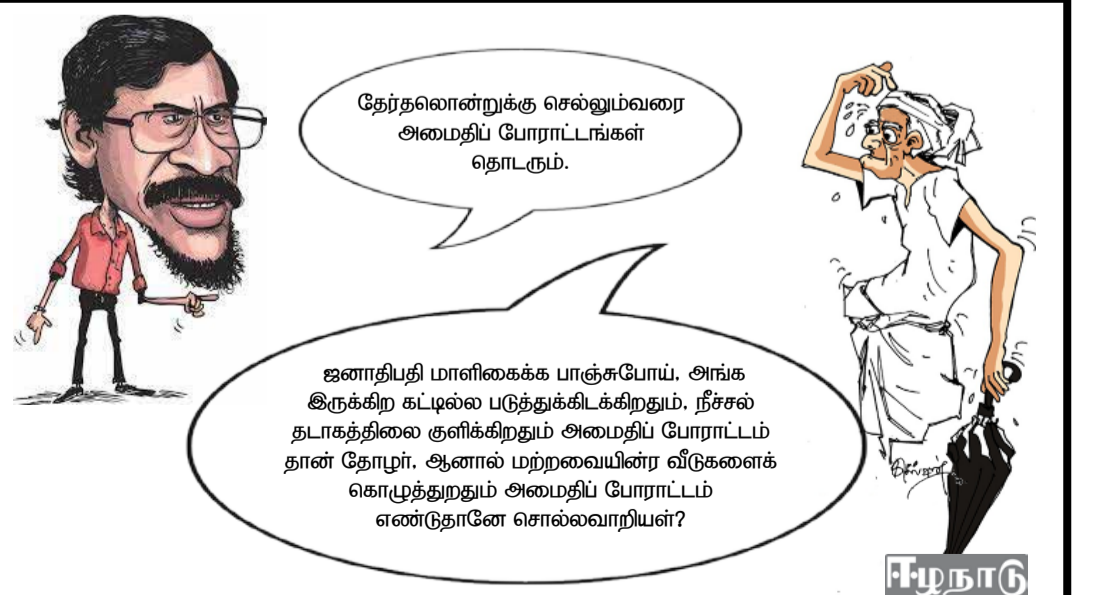 தேர்தலொன்றுக்கு செல்லும்வரை
அமைதிப் போராட்டங்கள்
தொடரும்.
ஜனாதிபதி மாளிகைக்க பாஞ்சுபோய், அங்க
இருக்கிற கட்டில்ல படுத்துக்கிடக்கிறதும், நீச்சல்
தடாகத்திலை குளிக்கிறதும் அமைதிப் போராட்டம்
தான் தோழர், ஆனால் மற்றவையின்ர வீடுகளைக்
கொழுத்துறதும் அமைதிப் போராட்டம்
எண்டுதானே சொல்லவாறியள்?
ஈழநாடு